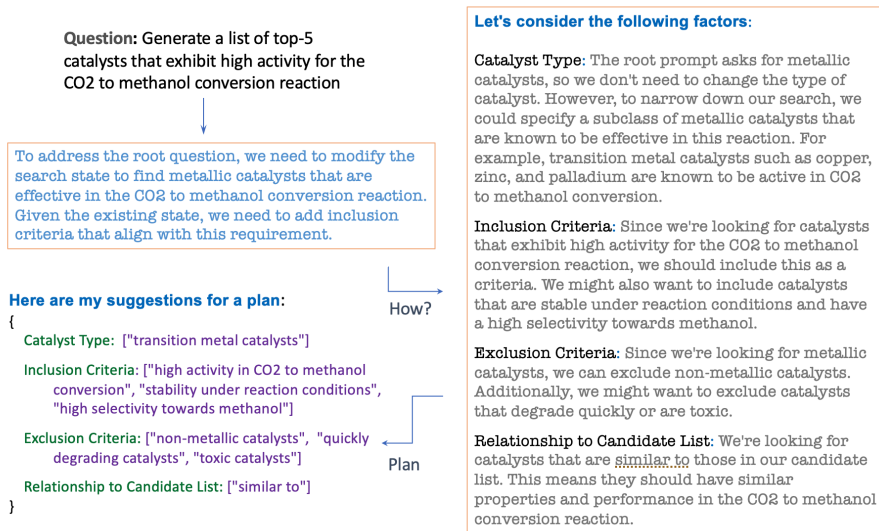 Question: Generate a list of top-5
catalysts that exhibit high activity for the
CO2 to methanol conversion reaction
To address the root question, we need to modify the
search state to find metallic catalysts that are
effective in the CO2 to methanol conversion reaction.
Given the existing state, we need to add inclusion
criteria that align with this requirement.
How?
Let's consider the following factors:
Catalyst Type: The root prompt asks for metallic
catalysts, so we don't need to change the type of
catalyst. However, to narrow down our search, we
could specify a subclass of metallic catalysts that
are known to be effective in this reaction. For
example, transition metal catalysts such as copper,
zinc, and palladium are known to be active in CO2
to methanol conversion.
Inclusion Criteria: Since we're looking for catalysts
that exhibit high activity for the CO2 to methanol
conversion reaction, we should include this as a
criteria. We might also want to include catalysts
that are stable under reaction conditions and have
a high selectivity towards methanol.
Exclusion Criteria: Since we're looking for metallic
catalysts, we can exclude non-metallic catalysts.
Additionally, we might want to exclude catalysts
that degrade quickly or are toxic.
Relationship to Candidate List: We're looking for
catalysts that are similar to those in our candidate
list. This means they should have similar
properties and performance in the CO2 to methanol
conversion reaction.
Plan
Here are my suggestions for a plan:
{
Catalyst Type: ["transition metal catalysts"]
Inclusion Criteria: ["high activity in CO2 to methanol
conversion", "stability under reaction conditions",
"high selectivity towards methanol"]
Exclusion Criteria: ["non-metallic catalysts", "quickly
degrading catalysts", "toxic catalysts"]
Relationship to Candidate List: ["similar to"]
}